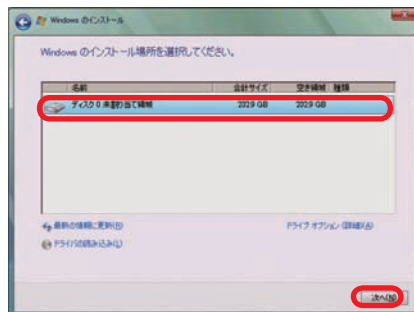 Windows のインストール
Windows のインストール場所を選択してください。
名前 合計サイズ 空き領域 種類
ディスク 0 未割り当て領域 202.9 GB 202.9 GB
最新の情報に更新(R)
ドライブ オプション (詳細)(A)
ドライバの読み込み(L)
次へ(N)